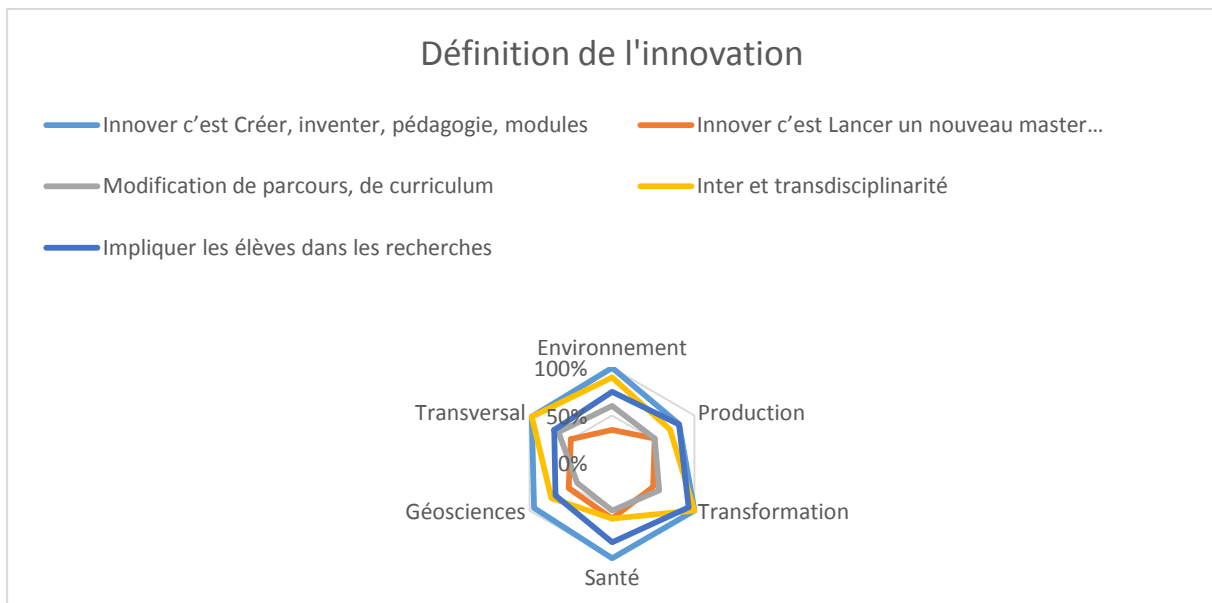 Définition de l'innovation
Innover c’est Créer, inventer, pédagogie, modules
Innover c’est Lancer un nouveau master…
Modification de parcours, de curriculum
Inter et transdisciplinarité
Impliquer les élèves dans les recherches
Environnement
100%
Transversal
50%
Production
0%
Géosciences
Transformation
Santé